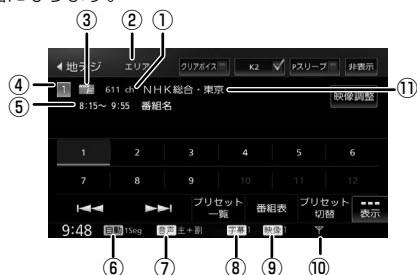 になります。
③ ② ①
◀地デジ エリア クリアボイス K2 Pスリープ 非表示
④ 1 611 ch NHK総合・東京 ⑪
映像調整
⑤ 8:15～ 9:55 番組名
1 2 3 4 5 6
7 8 9 10 11 12
プリセット一覧 番組表 プリセット切替 表示
9:48 自動 1Seg 音声 主+副 字幕 1 映像 1
⑥ ⑦ ⑧ ⑨ ⑩